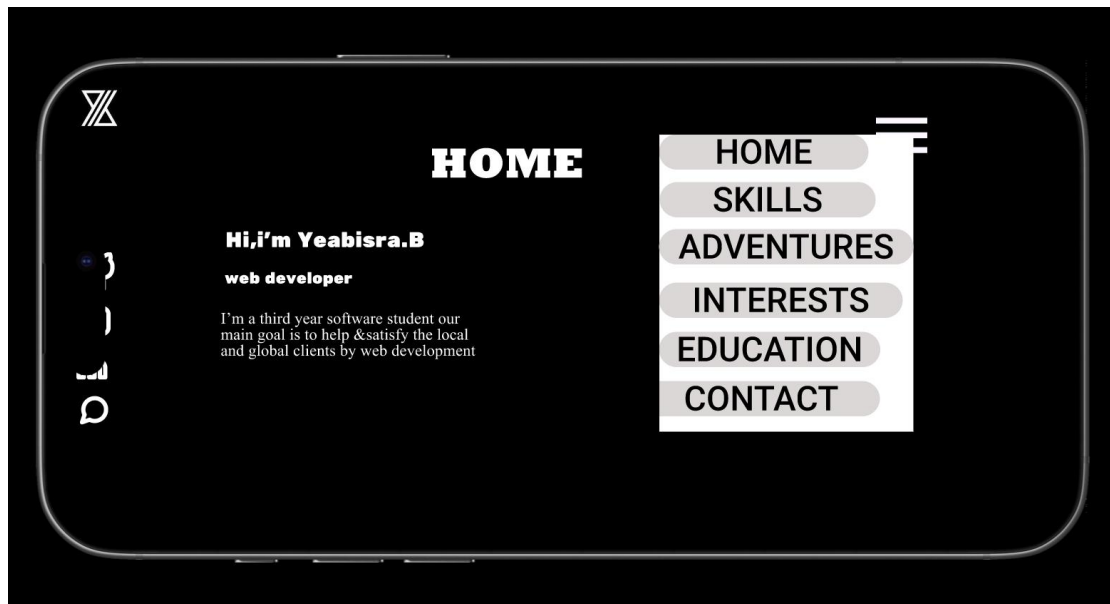 HOME
Hi,i'm Yeabisra.B
web developer
I'm a third year software student our
main goal is to help &satisfy the local
and global clients by web development
HOME
SKILLS
ADVENTURES
INTERESTS
EDUCATION
CONTACT